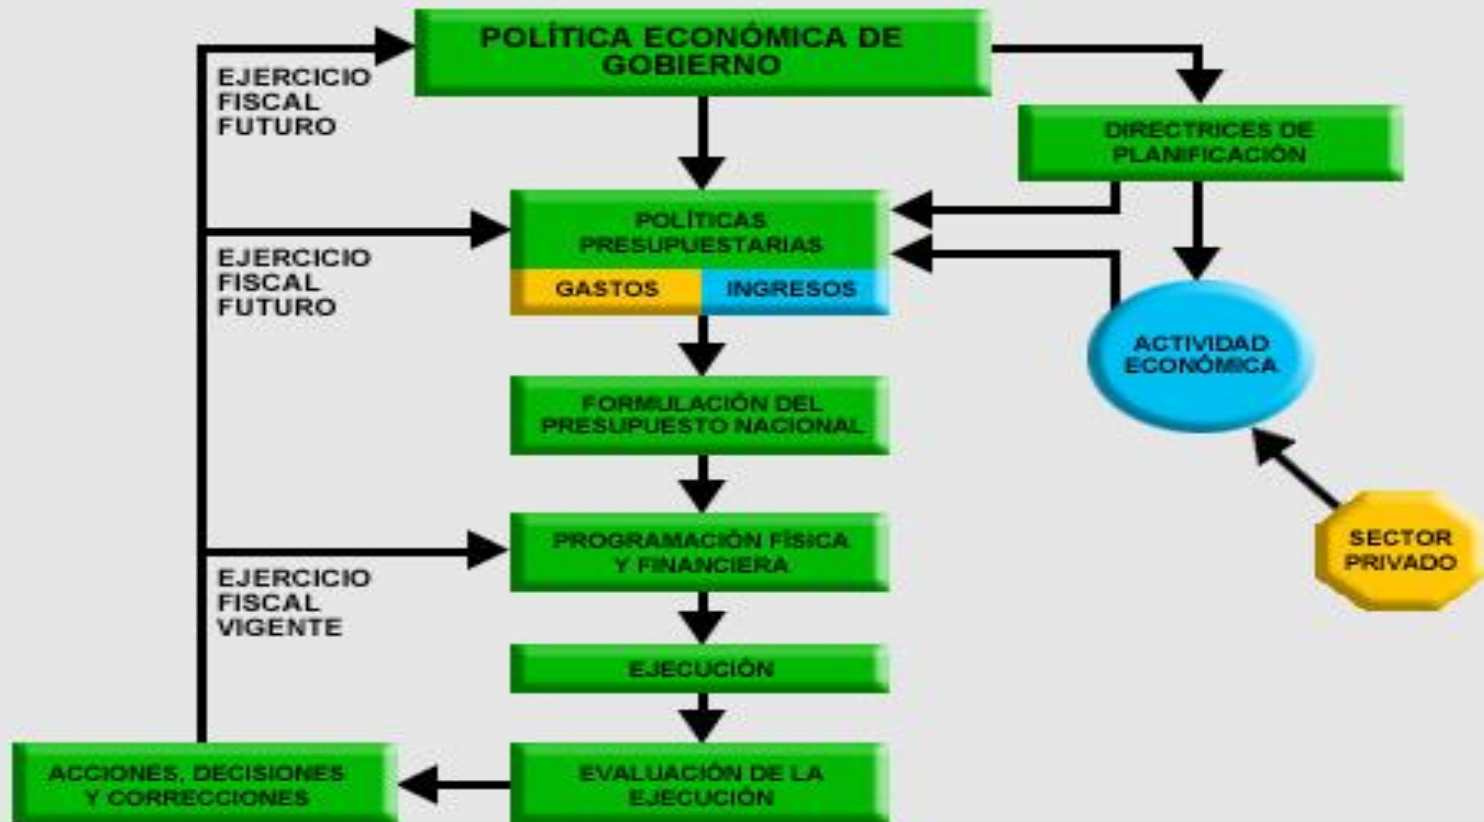 POLÍTICA ECONÓMICA DE
GOBIERNO
EJERCICIO
FISCAL
FUTURO
DIRECTRICES DE
PLANIFICACIÓN
POLÍTICAS
PRESUPUESTARIAS
GASTOS
INGRESOS
EJERCICIO
FISCAL
FUTURO
ACTIVIDAD
ECONÓMICA
FORMULACIÓN DEL
PRESUPUESTO NACIONAL
PROGRAMACIÓN FÍSICA
Y FINANCIERA
SECTOR
PRIVADO
EJERCICIO
FISCAL
VIGENTE
EJECUCIÓN
ACCIONES, DECISIONES
Y CORRECCIONES
EVALUACIÓN DE LA
EJECUCIÓN